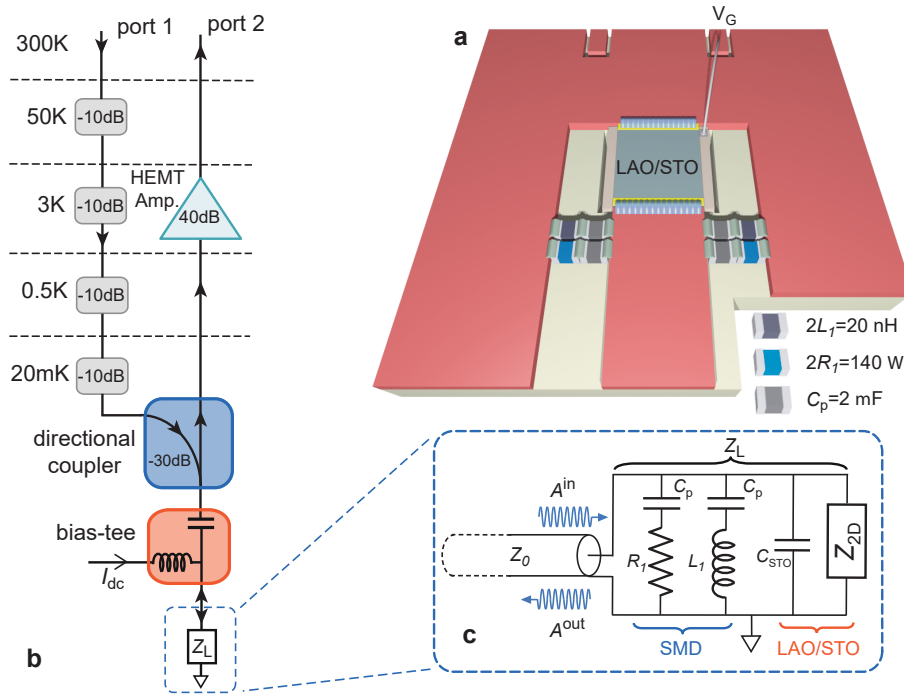 port 1
port 2
300K
50K
-10dB
3K
-10dB
HEMT
Amp.
40dB
0.5K
-10dB
20mK
-10dB
directional
coupler
-30dB
bias-tee
I_dc
Z_L
b
a
V_G
LAO/STO
2L_1=20 nH
2R_1=140 W
C_p=2 mF
Z_L
A^in
C_p
C_p
Z_0
R_1
L_1
C_STO
Z_2D
A^out
c
SMD
LAO/STO